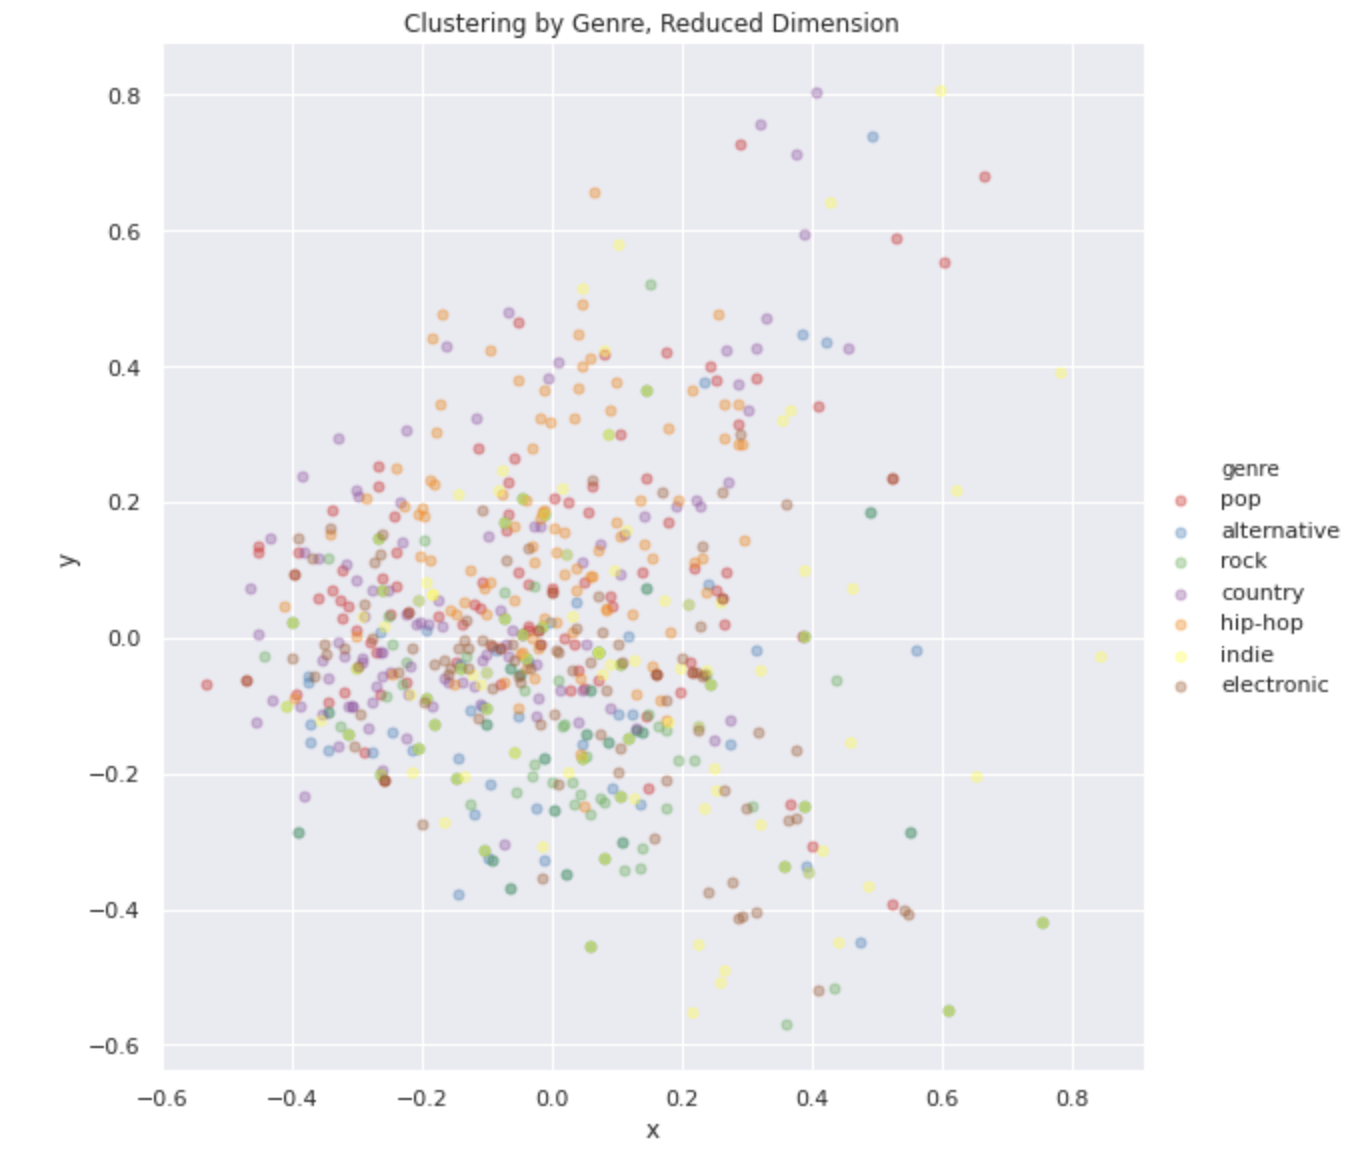 Clustering by Genre, Reduced Dimension
0.8
0.6
0.4
0.2
0.0
−0.2
−0.4
−0.6
y
−0.6 −0.4 −0.2 0.0 0.2 0.4 0.6 0.8
x
genre
pop
alternative
rock
country
hip-hop
indie
electronic